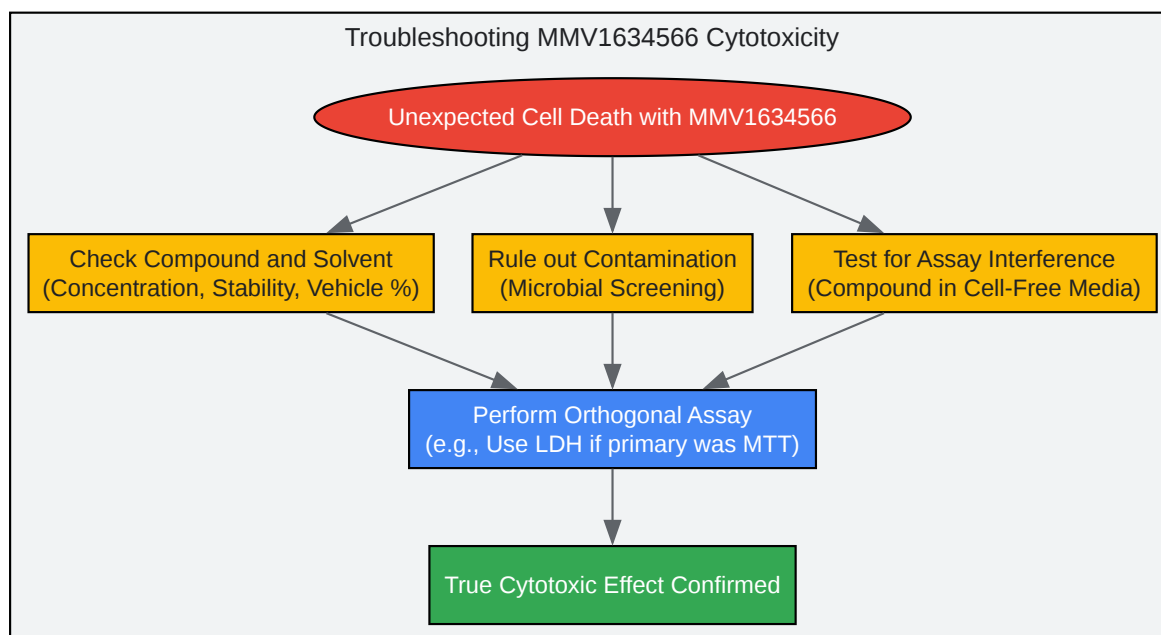 Troubleshooting MMV1634566 Cytotoxicity
Unexpected Cell Death with MMV1634566
Check Compound and Solvent
(Concentration, Stability, Vehicle %)
Rule out Contamination
(Microbial Screening)
Test for Assay Interference
(Compound in Cell-Free Media)
Perform Orthogonal Assay
(e.g., Use LDH if primary was MTT)
True Cytotoxic Effect Confirmed